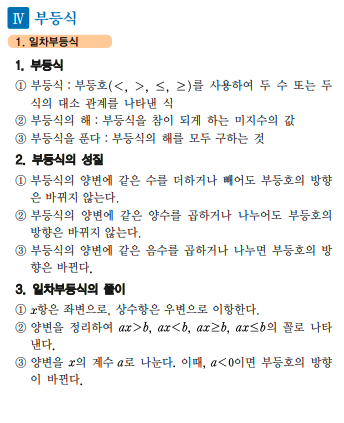 Ⅳ 부등식
1. 일차부등식
1. 부등식
① 부등식 : 부등호(<, >, ≤, ≥)를 사용하여 두 수 또는 두
식의 대소 관계를 나타낸 식
② 부등식의 해 : 부등식을 참이 되게 하는 미지수의 값
③ 부등식을 푼다 : 부등식의 해를 모두 구하는 것
2. 부등식의 성질
① 부등식의 양변에 같은 수를 더하거나 빼어도 부등호의 방향
은 바뀌지 않는다.
② 부등식의 양변에 같은 양수를 곱하거나 나누어도 부등호의
방향은 바뀌지 않는다.
③ 부등식의 양변에 같은 음수를 곱하거나 나누면 부등호의 방
향은 바뀐다.
3. 일차부등식의 풀이
① x항은 좌변으로, 상수항은 우변으로 이항한다.
② 양변을 정리하여 ax>b, ax<b, ax≥b, ax≤b의 꼴로 나타
낸다.
③ 양변을 x의 계수 a로 나눈다. 이때, a<0이면 부등호의 방향
이 바뀐다.